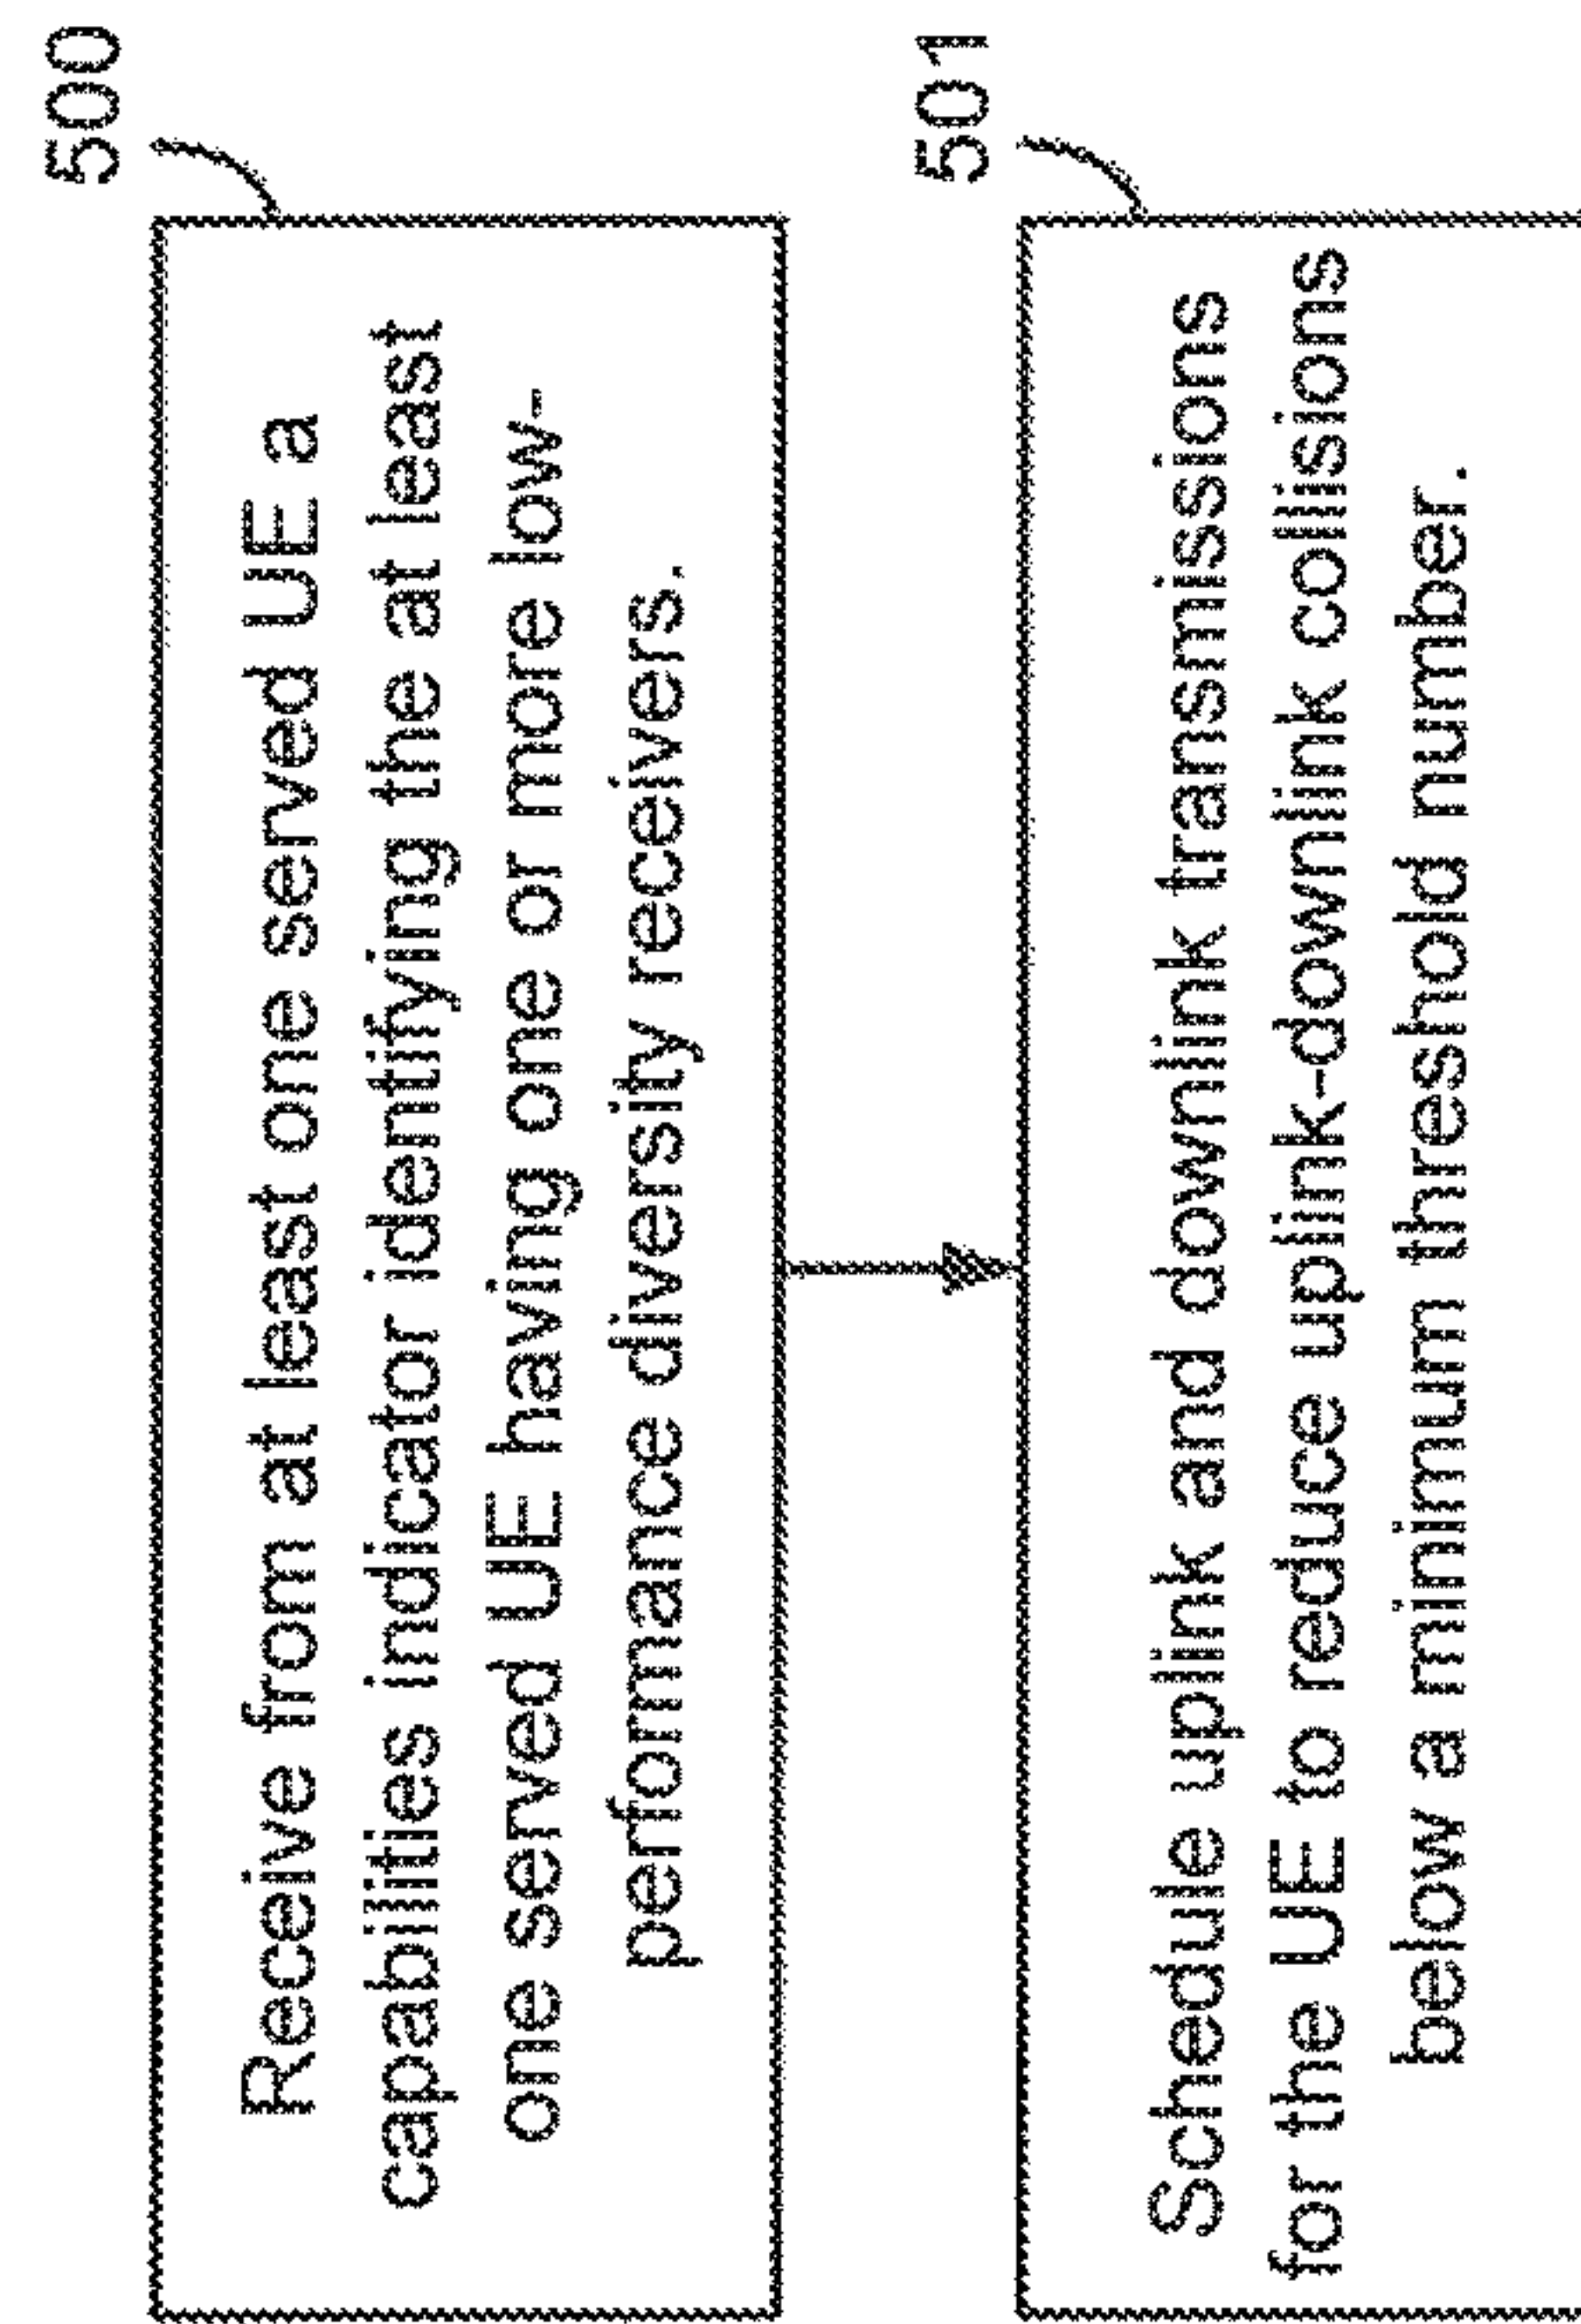 500
Receive from at least one served UE a
capabilities indicator identifying the at least
one served UE having one or more low-
performance diversity receivers.
501
Schedule uplink and downlink transmissions
for the UE to reduce uplink-downlink collisions
below a minimum threshold number.